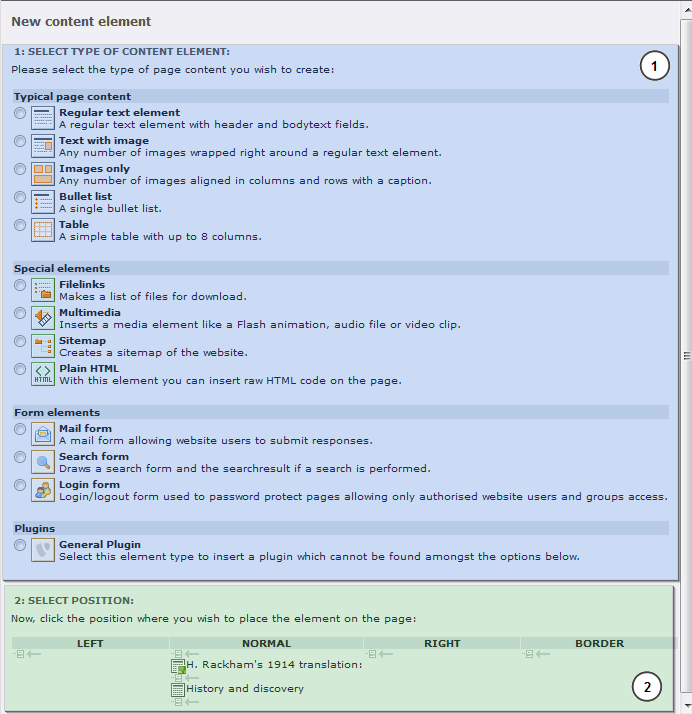 New content element
1: SELECT TYPE OF CONTENT ELEMENT:
1
Please select the type of page content you wish to create:
Typical page content
Regular text element
A regular text element with header and bodytext fields.
Text with image
Any number of images wrapped right around a regular text element.
Images only
Any number of images aligned in columns and rows with a caption.
Bullet list
A single bullet list.
Table
A simple table with up to 8 columns.
Special elements
Filelinks
Makes a list of files for download.
Multimedia
Inserts a media element like a Flash animation, audio file or video clip.
Sitemap
Creates a sitemap of the website.
Plain HTML
HTML
With this element you can insert raw HTML code on the page.
Form elements
Mail form
A mail form allowing website users to submit responses.
Search form
Draws a search form and the searchresult if a search is performed.
Login form
Login/logout form used to password protect pages allowing only authorised website users and groups access.
Plugins
General Plugin
Select this element type to insert a plugin which cannot be found amongst the options below.
2: SELECT POSITION:
Now, click the position where you wish to place the element on the page:
LEFT NORMAL RIGHT BORDER
H. Rackham's 1914 translation:
History and discovery
2